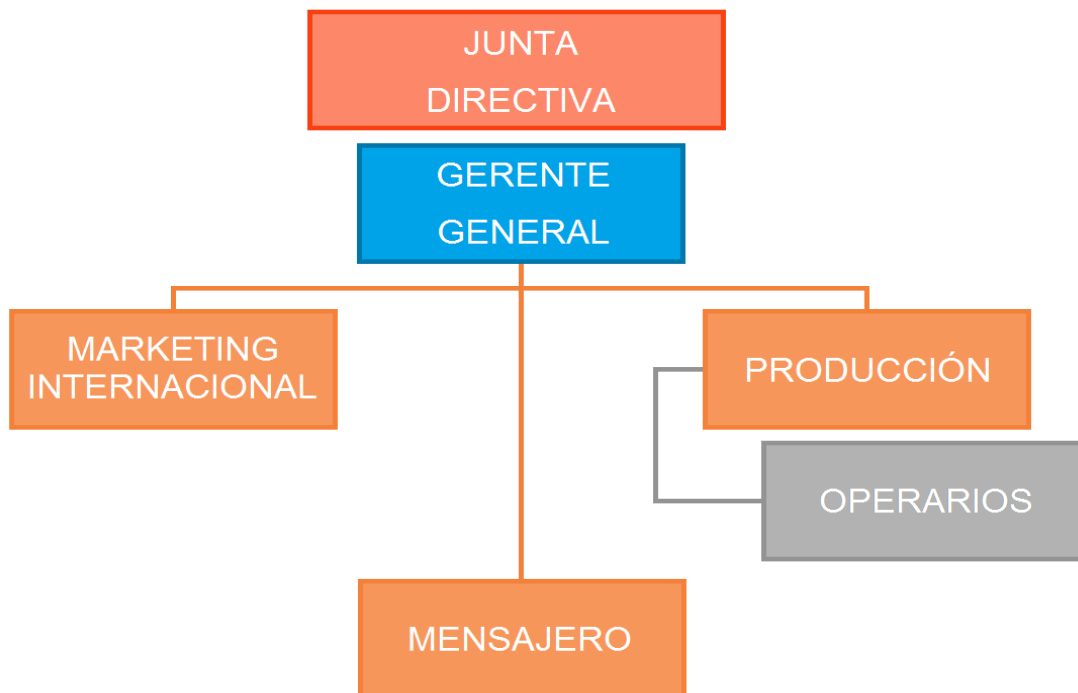 JUNTA
DIRECTIVA
GERENTE
GENERAL
MARKETING
INTERNACIONAL
PRODUCCIÓN
OPERARIOS
MENSAJERO